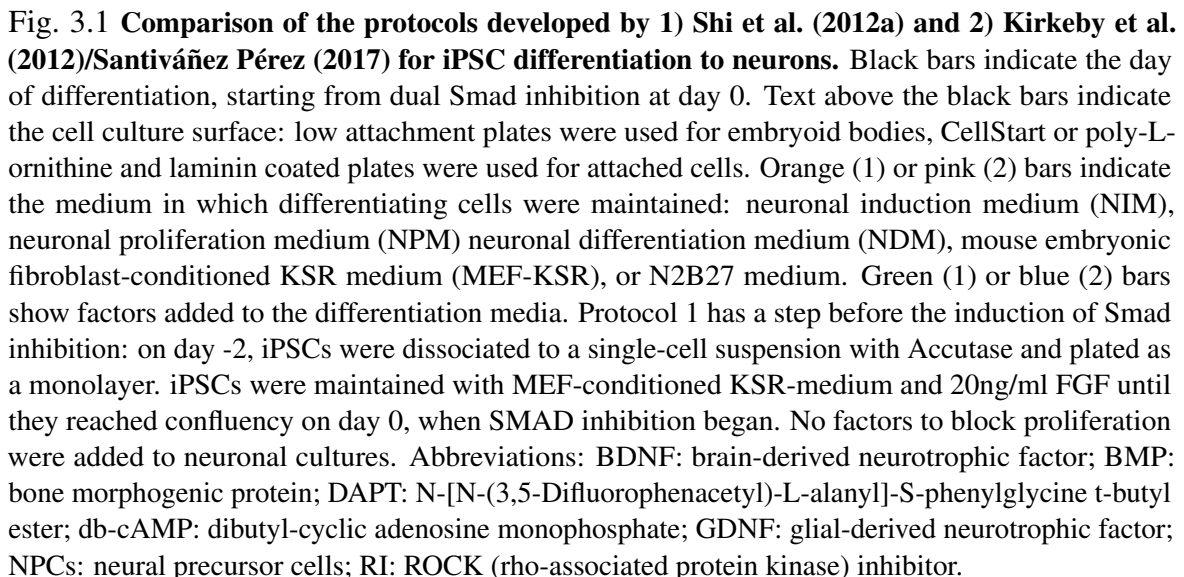 Fig. 3.1 Comparison of the protocols developed by 1) Shi et al. (2012a) and 2) Kirkeby et al.
(2012)/Santiváñez Pérez (2017) for iPSC differentiation to neurons. Black bars indicate the day
of differentiation, starting from dual Smad inhibition at day 0. Text above the black bars indicate
the cell culture surface: low attachment plates were used for embryoid bodies, CellStart or poly-L-
ornithine and laminin coated plates were used for attached cells. Orange (1) or pink (2) bars indicate
the medium in which differentiating cells were maintained: neuronal induction medium (NIM),
neuronal proliferation medium (NPM) neuronal differentiation medium (NDM), mouse embryonic
fibroblast-conditioned KSR medium (MEF-KSR), or N2B27 medium. Green (1) or blue (2) bars
show factors added to the differentiation media. Protocol 1 has a step before the induction of Smad
inhibition: on day -2, iPSCs were dissociated to a single-cell suspension with Accutase and plated as
a monolayer. iPSCs were maintained with MEF-conditioned KSR-medium and 20ng/ml FGF until
they reached confluency on day 0, when SMAD inhibition began. No factors to block proliferation
were added to neuronal cultures. Abbreviations: BDNF: brain-derived neurotrophic factor; BMP:
bone morphogenic protein; DAPT: N-[N-(3,5-Difluorophenacetyl)-L-alanyl]-S-phenylglycine t-butyl
ester; db-cAMP: dibutyl-cyclic adenosine monophosphate; GDNF: glial-derived neurotrophic factor;
NPCs: neural precursor cells; RI: ROCK (rho-associated protein kinase) inhibitor.